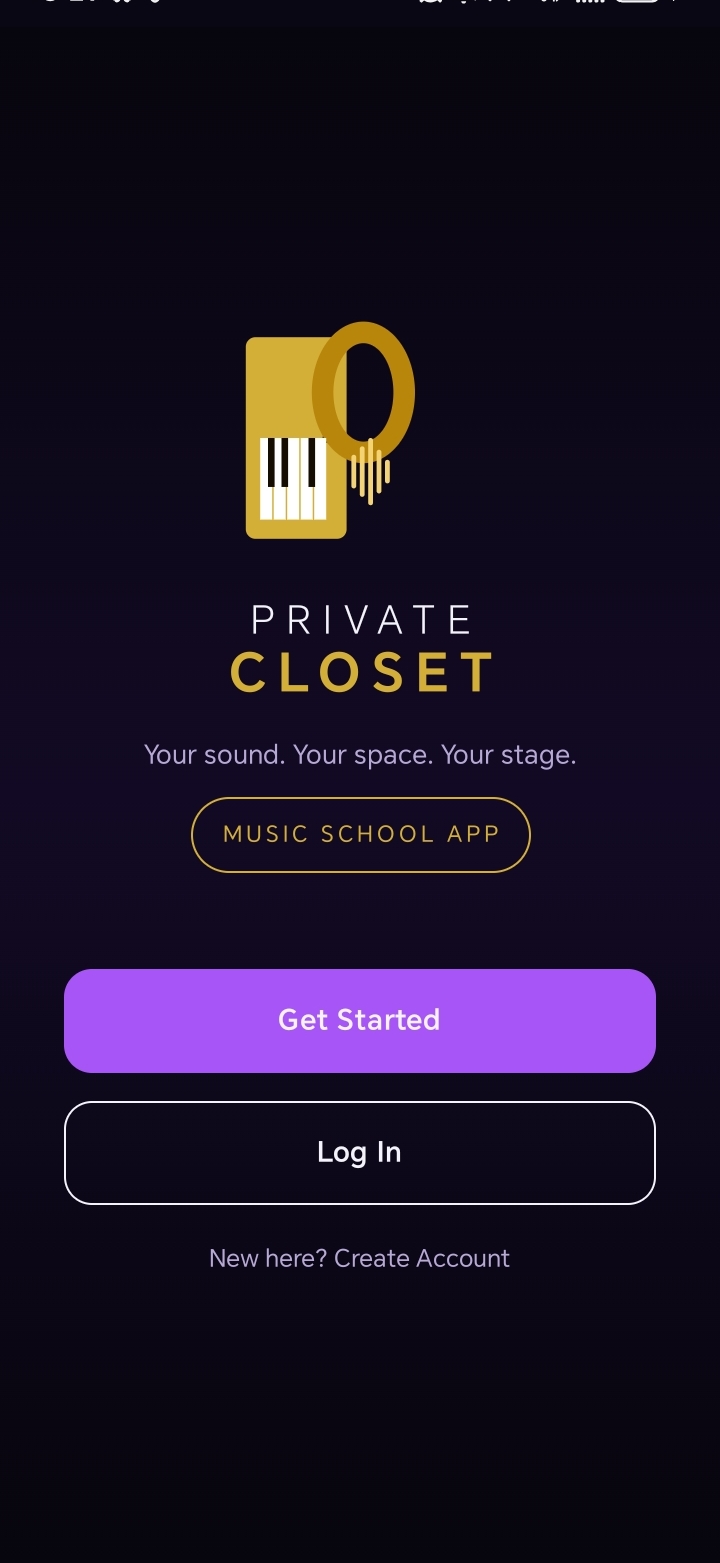 PRIVATE
CLOSET
Your sound. Your space. Your stage.
MUSIC SCHOOL APP
Get Started
Log In
New here? Create Account